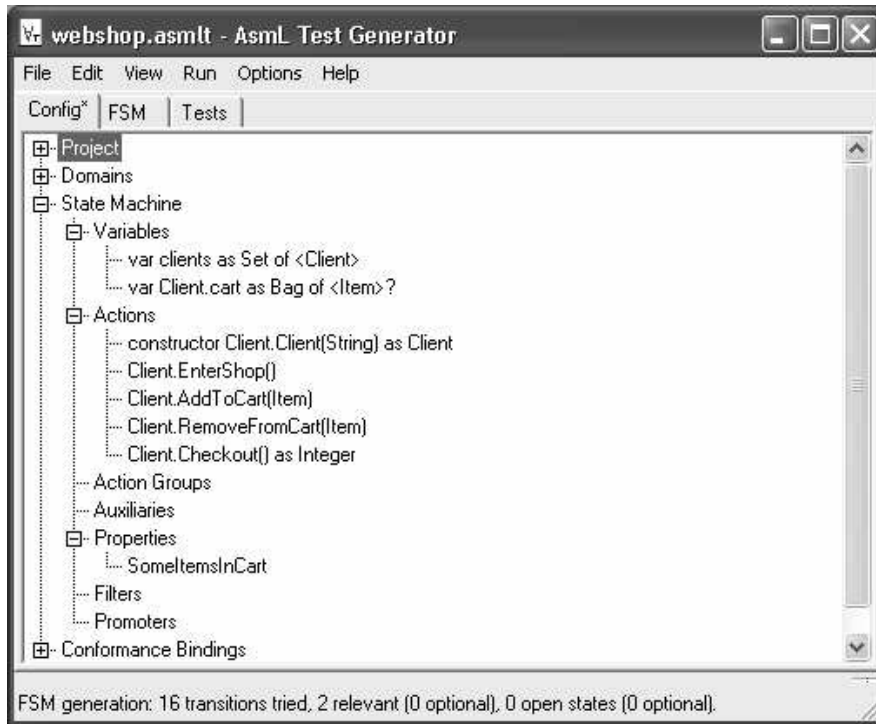 webshop.asmlt - AsmL Test Generator
File Edit View Run Options Help
Config* FSM Tests
Project
Domains
State Machine
Variables
var clients as Set of <Client>
var Client.cart as Bag of <Item>?
Actions
constructor Client.Client(String) as Client
Client.EnterShop()
Client.AddToCart(Item)
Client.RemoveFromCart(Item)
Client.Checkout() as Integer
Action Groups
Auxiliaries
Properties
SomeItemsInCart
Filters
Promoters
Conformance Bindings
FSM generation: 16 transitions tried, 2 relevant (0 optional), 0 open states (0 optional).